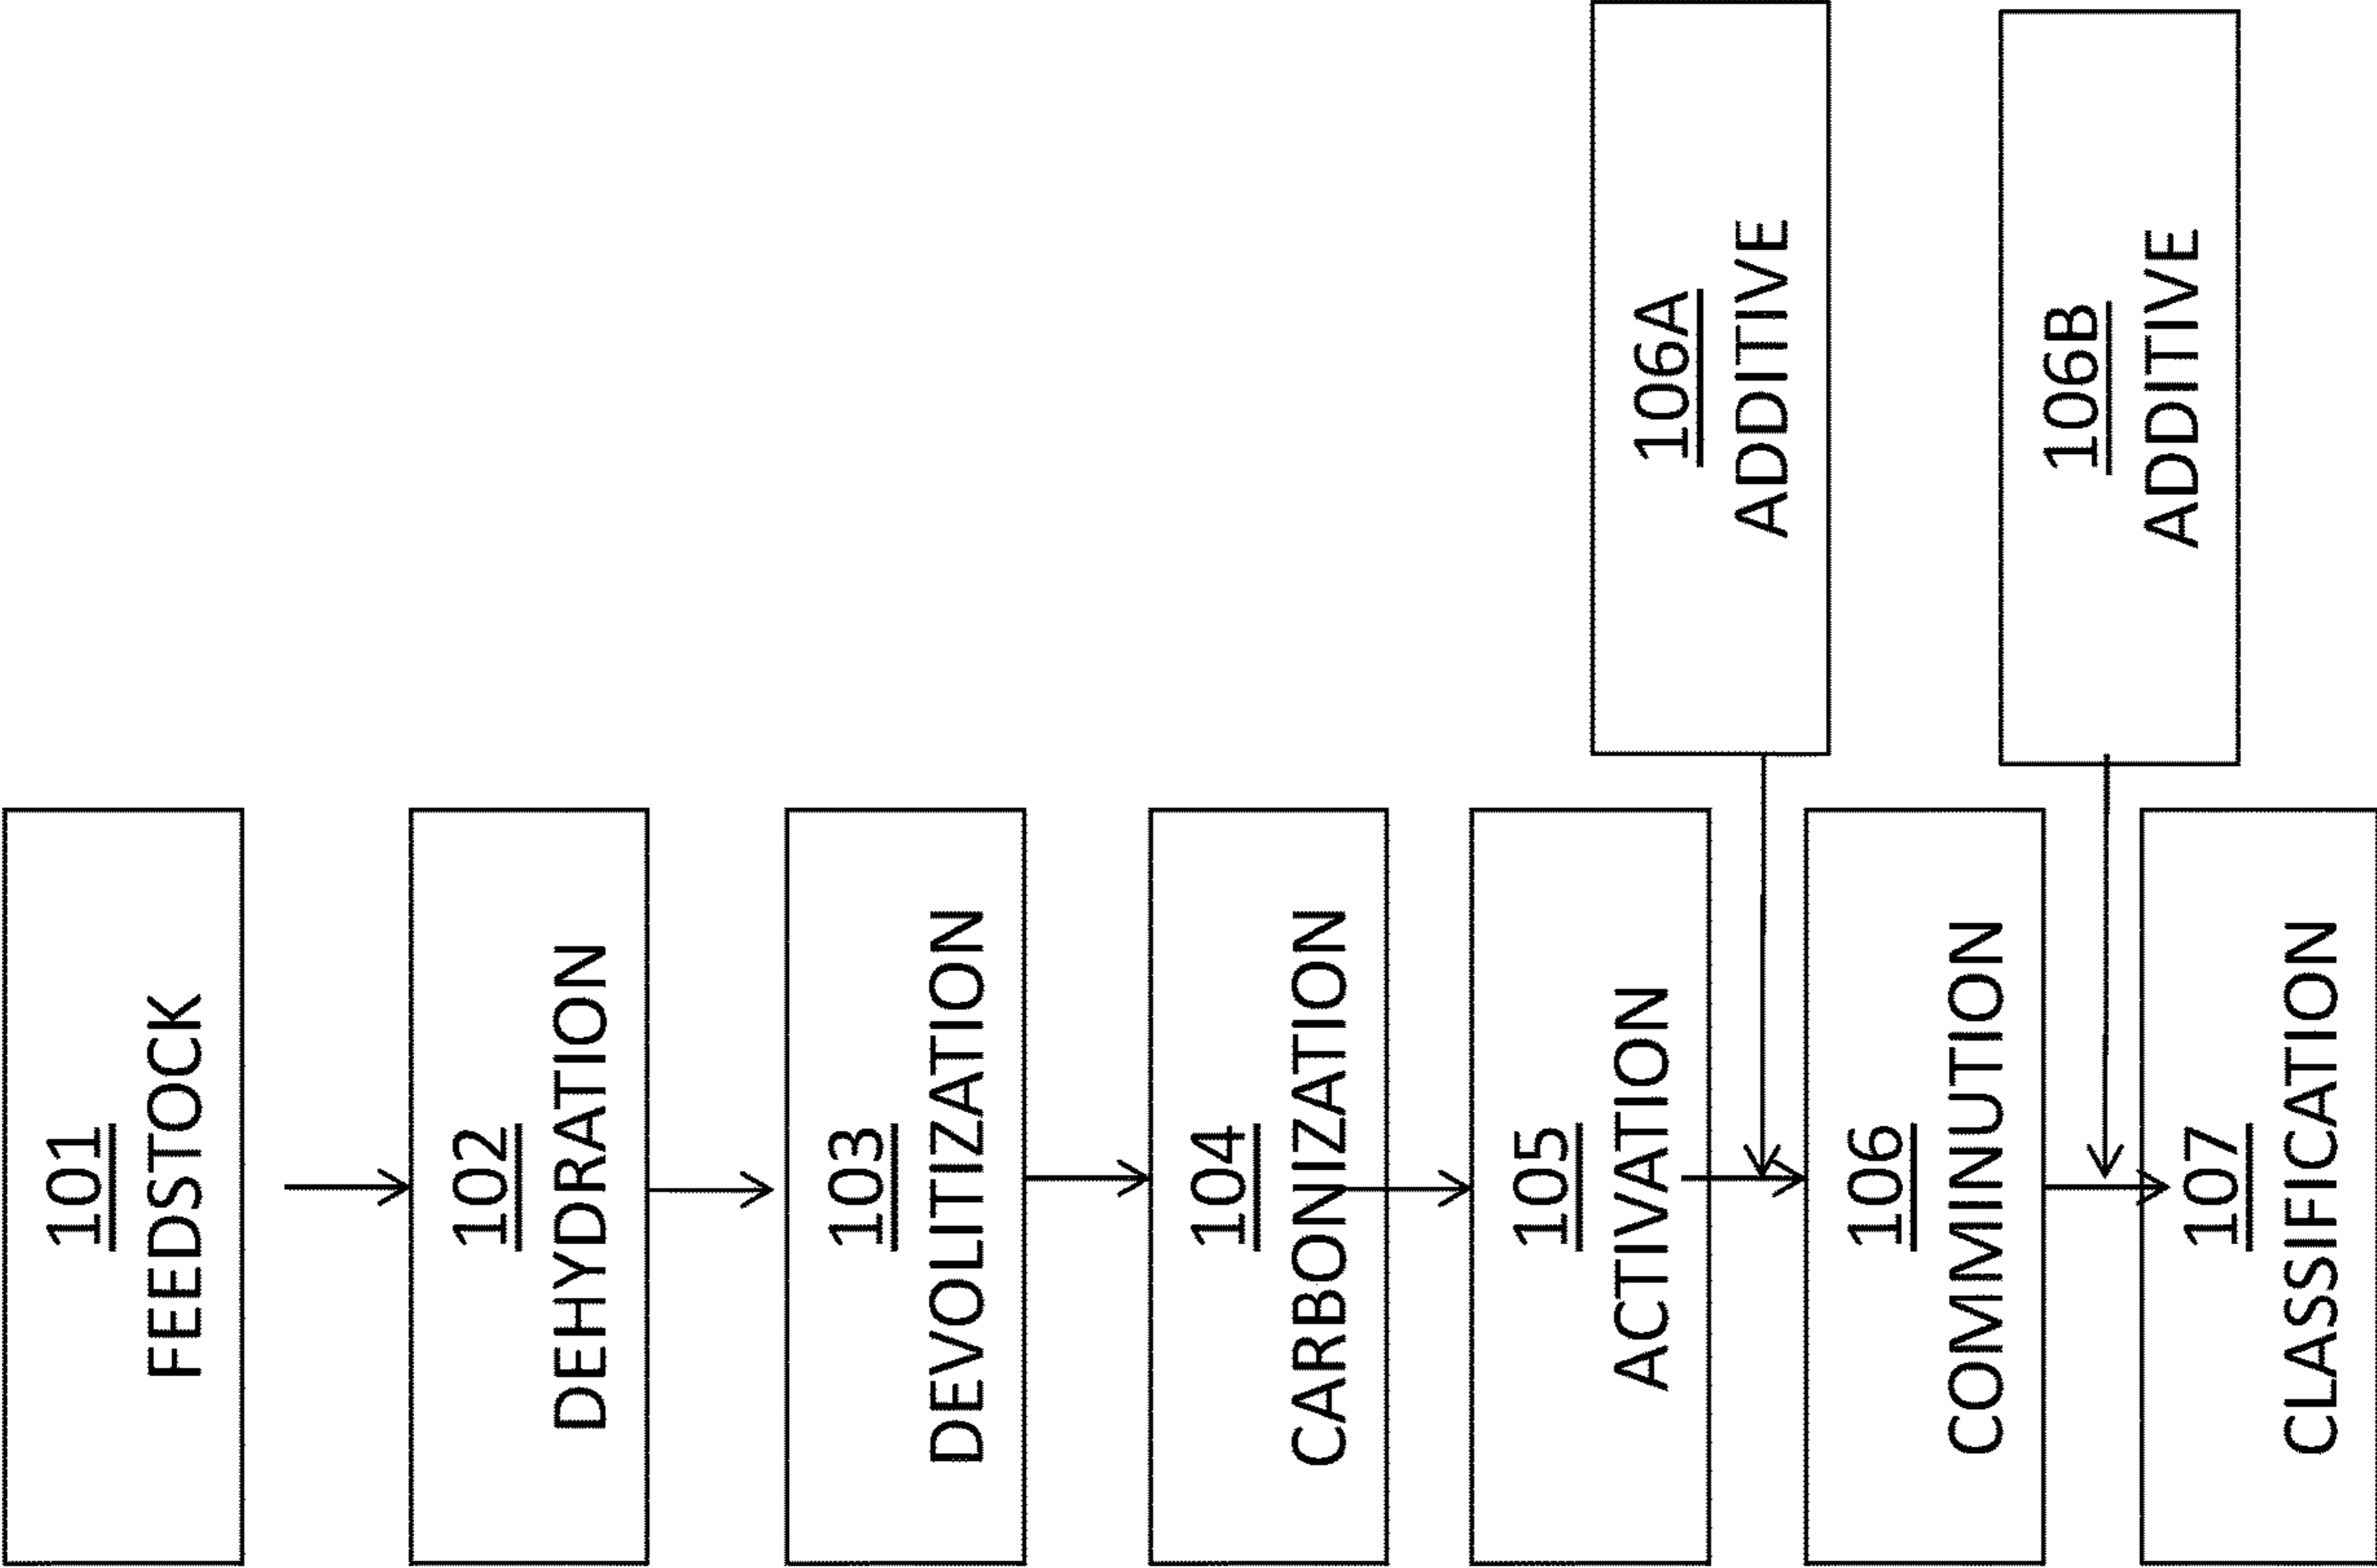 101
FEEDSTOCK
102
DEHYDRATION
103
DEVOLITIZATION
104
CARBONIZATION
105
ACTIVATION
106A
ADDITIVE
106
COMMINUTION
106B
ADDITIVE
107
CLASSIFICATION